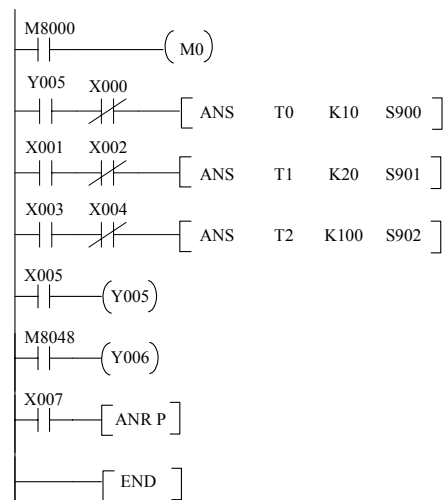 M8000
M0
Y005 X000
ANS T0 K10 S900
X001 X002
ANS T1 K20 S901
X003 X004
ANS T2 K100 S902
X005
Y005
M8048
Y006
X007
ANR P
END